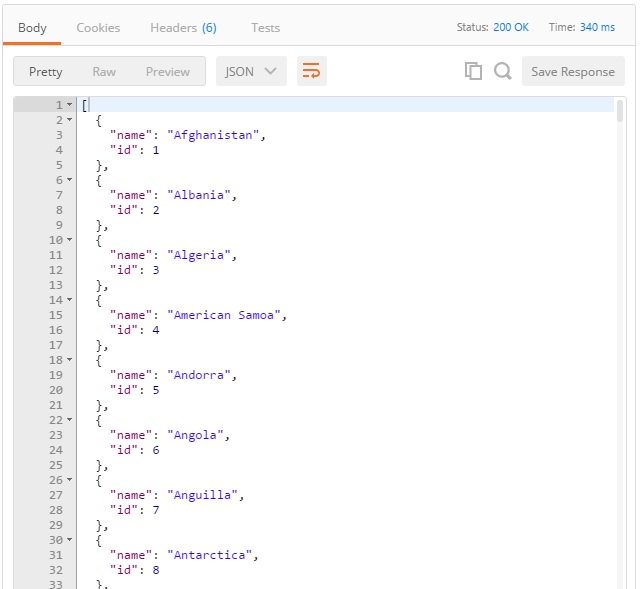 Body Cookies Headers (6) Tests Status: 200 OK Time: 340 ms
Pretty Raw Preview JSON Save Response
1 [
2 {
3 "name": "Afghanistan",
4 "id": 1
5 },
6 {
7 "name": "Albania",
8 "id": 2
9 },
10 {
11 "name": "Algeria",
12 "id": 3
13 },
14 {
15 "name": "American Samoa",
16 "id": 4
17 },
18 {
19 "name": "Andorra",
20 "id": 5
21 },
22 {
23 "name": "Angola",
24 "id": 6
25 },
26 {
27 "name": "Anguilla",
28 "id": 7
29 },
30 {
31 "name": "Antarctica",
32 "id": 8
33 },